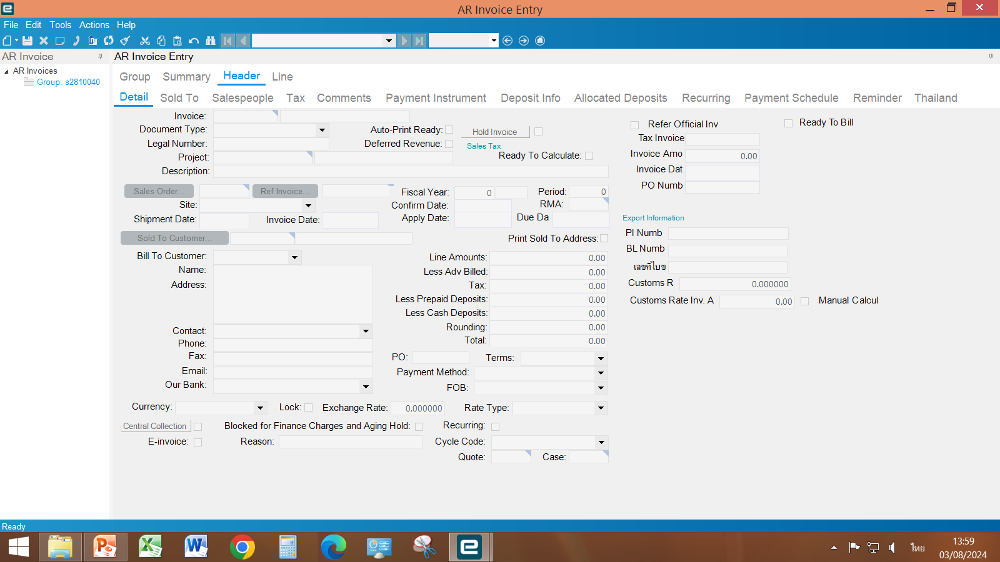 AR Invoice Entry
File Edit Tools Actions Help
AR Invoice
AR Invoice Entry
AR Invoices
Group: s2810040
Group Summary Header Line
Detail Sold To Salespeople Tax Comments Payment Instrument Deposit Info Allocated Deposits Recurring Payment Schedule Reminder Thailand
Invoice:
Refer Official Inv Ready To Bill
Document Type: Auto-Print Ready: Hold Invoice
Tax Invoice
Legal Number: Deferred Revenue: Sales Tax
Project: Ready To Calculate: Invoice Amo 0.00
Description: Invoice Dat
PO Numb
Sales Order... Ref Invoice... Fiscal Year: 0 Period: 0
Site: Confirm Date: RMA:
Shipment Date: Invoice Date: Apply Date: Due Da
Export Information
Sold To Customer... Print Sold To Address: PI Numb
Bill To Customer: Line Amounts: 0.00 BL Numb
Name: Less Adv Billed: 0.00 เลขที่ใบข
Address: Tax: 0.00 Customs R 0.000000
Less Prepaid Deposits: 0.00 Customs Rate Inv. A 0.00 Manual Calcul
Less Cash Deposits: 0.00
Contact: Rounding: 0.00
Phone: Total: 0.00
Fax: PO: Terms:
Email: Payment Method:
Our Bank: FOB:
Currency: Lock: Exchange Rate: 0.000000 Rate Type:
Central Collection Blocked for Finance Charges and Aging Hold: Recurring:
E-invoice: Reason: Cycle Code:
Quote: Case:
Ready
ไทย
13:59
03/08/2024